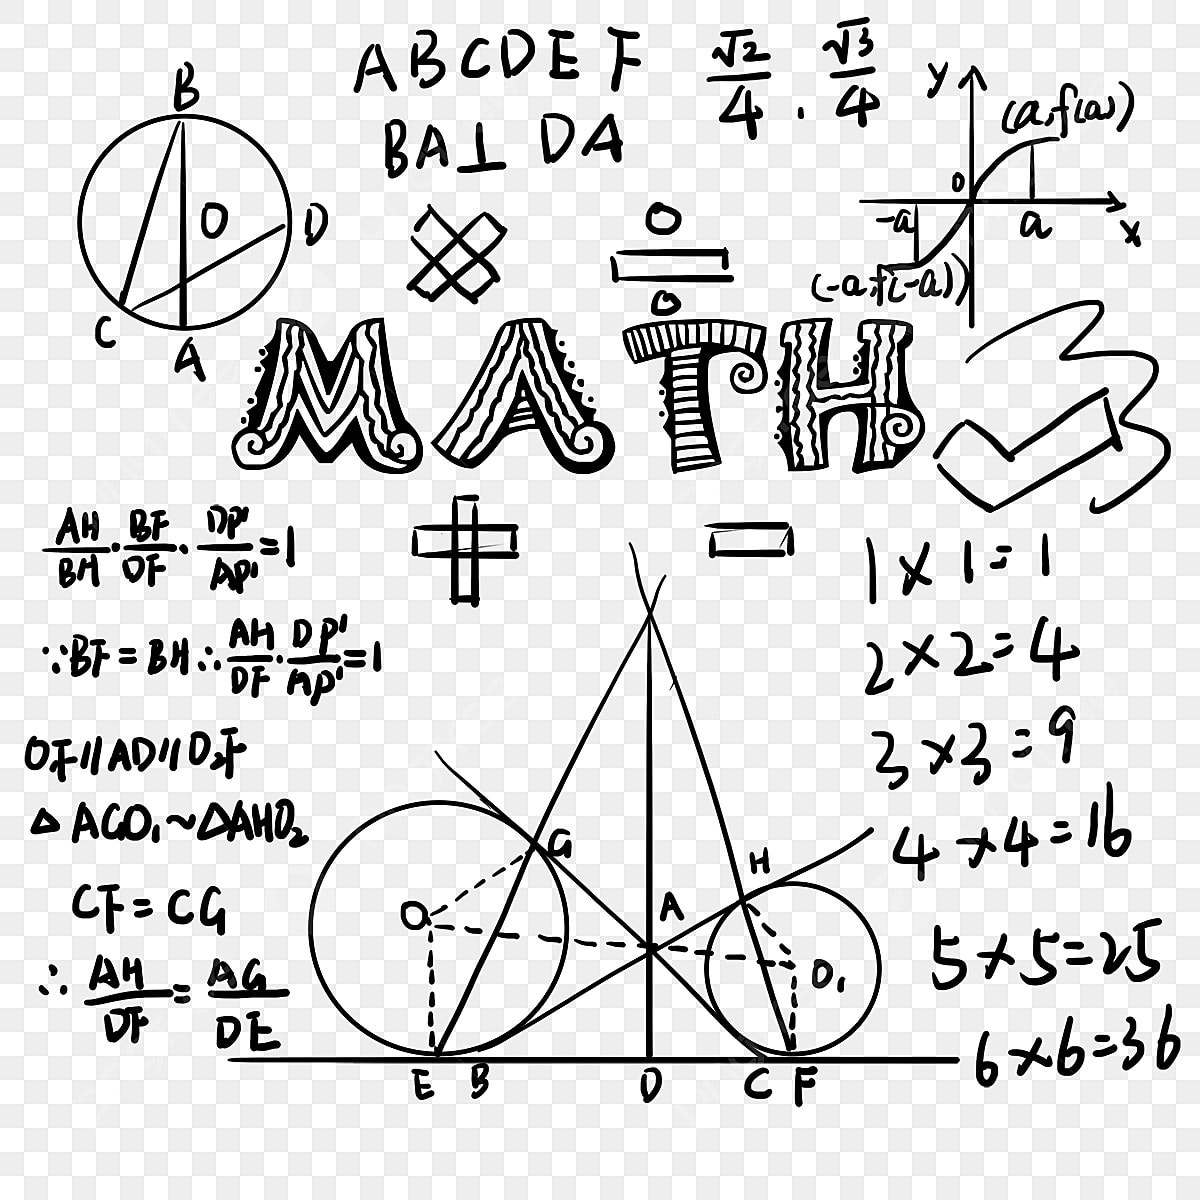 ABCDEF
√2/4 . √3/4
BA⊥ DA
B
O
D
C
A
y
(a,f(a))
0
-a
a
x
(-a,f(-a))
MATH
AH/BH · BF/DF · DP'/AP' = 1
∵BF = BH ∴ AH/DF · DP'/AP' = 1
O,F//AD//O₂F
△AGO₁∽△AHO₂
CF = CG
∴ AH/DF = AG/DE
1×1=1
2×2=4
3×3=9
4×4=16
5×5=25
6×6=36
G
H
O
A
O₁
E B D C F